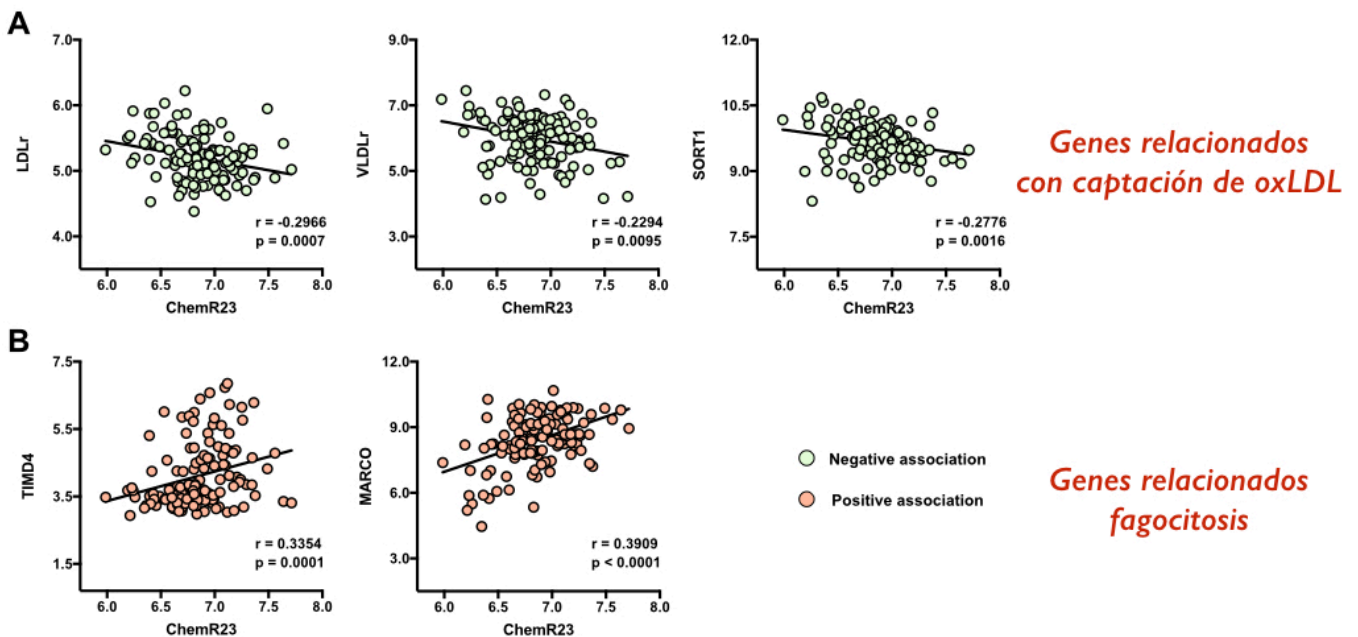 A
7.0
6.0
5.0
4.0
LDLr
r = -0.2966
p = 0.0007
6.0 6.5 7.0 7.5 8.0
ChemR23
9.0
7.0
5.0
3.0
VLDLr
r = -0.2294
p = 0.0095
6.0 6.5 7.0 7.5 8.0
ChemR23
12.0
10.5
9.0
7.5
SORT1
r = -0.2776
p = 0.0016
6.0 6.5 7.0 7.5 8.0
ChemR23
Genes relacionados
con captación de oxLDL
B
7.5
5.5
3.5
1.5
TIMD4
r = 0.3354
p = 0.0001
6.0 6.5 7.0 7.5 8.0
ChemR23
12.0
9.0
6.0
3.0
MARCO
r = 0.3909
p < 0.0001
6.0 6.5 7.0 7.5 8.0
ChemR23
Negative association
Positive association
Genes relacionados
fagocitosis